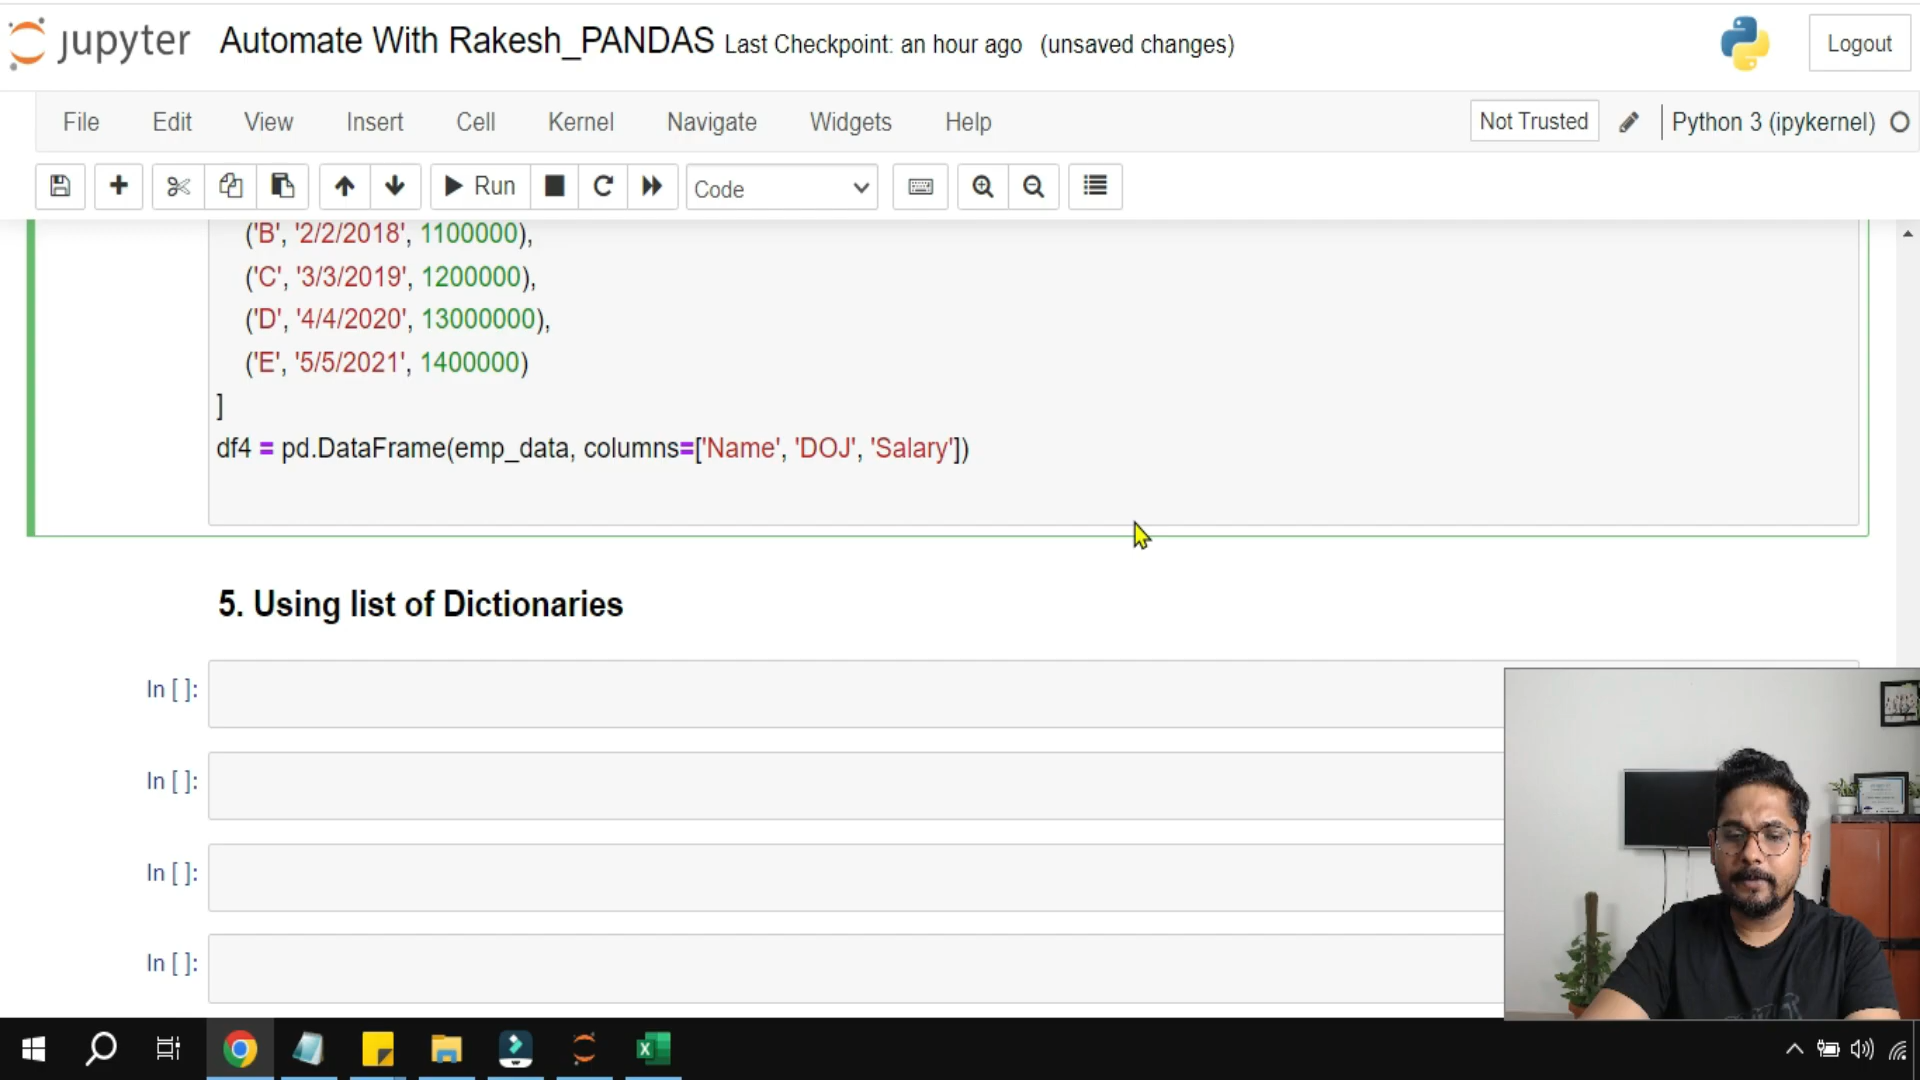 jupyter Automate With Rakesh_PANDAS Last Checkpoint: an hour ago (unsaved changes) Logout
File Edit View Insert Cell Kernel Navigate Widgets Help Not Trusted Python 3 (ipykernel)
Run Code
('B', '2/2/2018', 1100000),
('C', '3/3/2019', 1200000),
('D', '4/4/2020', 13000000),
('E', '5/5/2021', 1400000)
]
df4 = pd.DataFrame(emp_data, columns=['Name', 'DOJ', 'Salary'])
5. Using list of Dictionaries
In [ ]:
In [ ]:
In [ ]:
In [ ]: